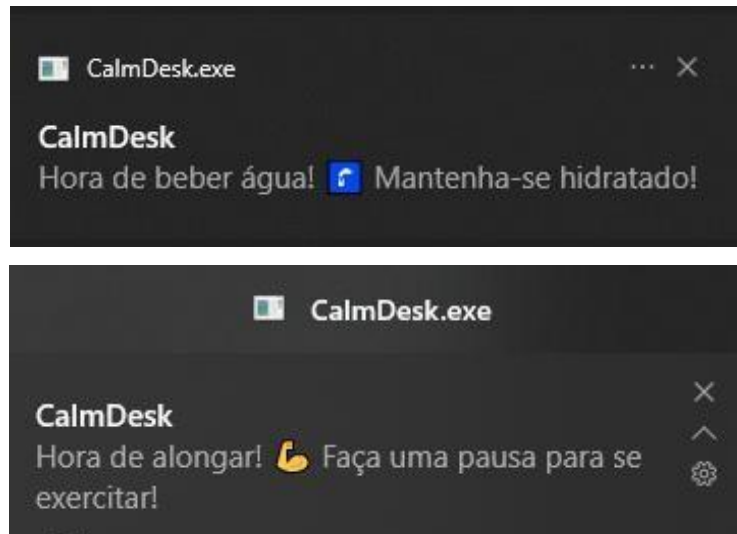 CalmDesk.exe
CalmDesk
Hora de beber água! 🚰 Mantenha-se hidratado!
CalmDesk.exe
CalmDesk
Hora de alongar! 💪 Faça uma pausa para se
exercitar!